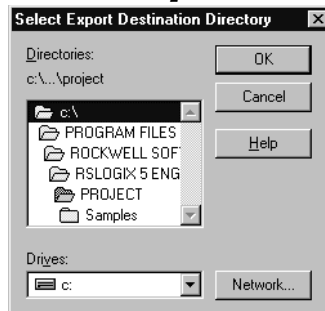 Select Export Destination Directory
Directories:
c:\...\project
c:\
PROGRAM FILES
ROCKWELL SOF
RSLOGIX 5 ENG
PROJECT
Samples
Drives:
c:
OK
Cancel
Help
Network...